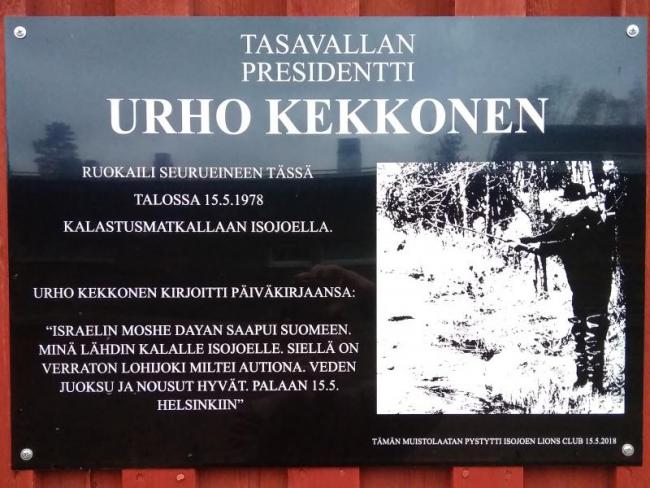 TASAVALLAN
PRESIDENTTI
URHO KEKKONEN
RUOKAILI SEURUEINEEN TÄSSÄ
TALOSSA 15.5.1978
KALASTUSMATKALLAAN ISOJOELLA.
URHO KEKKONEN KIRJOITTI PÄIVÄKIRJAANSA:
“ISRAELIN MOSHE DAYAN SAAPUI SUOMEEN.
MINÄ LÄHDIN KALALLE ISOJOELLE. SIELLÄ ON
VERRATON LOHIJOKI MILTEI AUTIONA. VEDEN
JUOKSU JA NOUSUT HYVÄT. PALAAN 15.5.
HELSINKIIN”
TÄMÄN MUISTOLAATAN PYSTYTTI ISOJOEN LIONS CLUB 15.5.2018